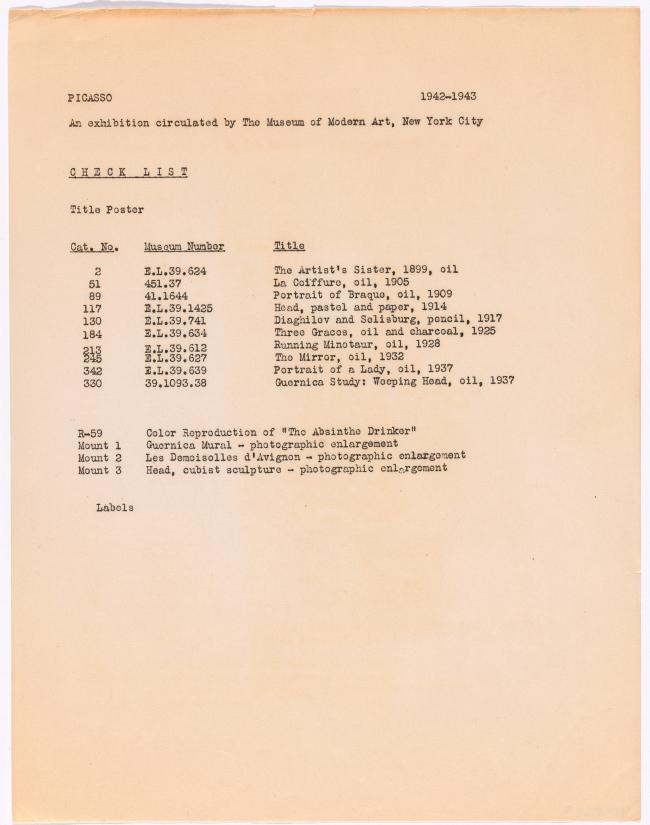 PICASSO 1942-1943
An exhibition circulated by The Museum of Modern Art, New York City
CHECK LIST
Title Poster
Cat. No. Museum Number Title
2 E.L.39.624 The Artist's Sister, 1899, oil
51 451.37 La Coiffure, oil, 1905
89 41.1644 Portrait of Braque, oil, 1909
117 E.L.39.1425 Head, pastel and paper, 1914
130 E.L.39.741 Diaghilev and Selisburg, pencil, 1917
184 E.L.39.634 Three Graces, oil and charcoal, 1925
213 E.L.39.612 Running Minotaur, oil, 1928
245 E.L.39.627 The Mirror, oil, 1932
342 E.L.39.639 Portrait of a Lady, oil, 1937
330 39.1093.38 Guernica Study: Weeping Head, oil, 1937
R-59 Color Reproduction of "The Absinthe Drinker"
Mount 1 Guernica Mural - photographic enlargement
Mount 2 Les Demoiselles d'Avignon - photographic enlargement
Mount 3 Head, cubist sculpture - photographic enlargement
Labels